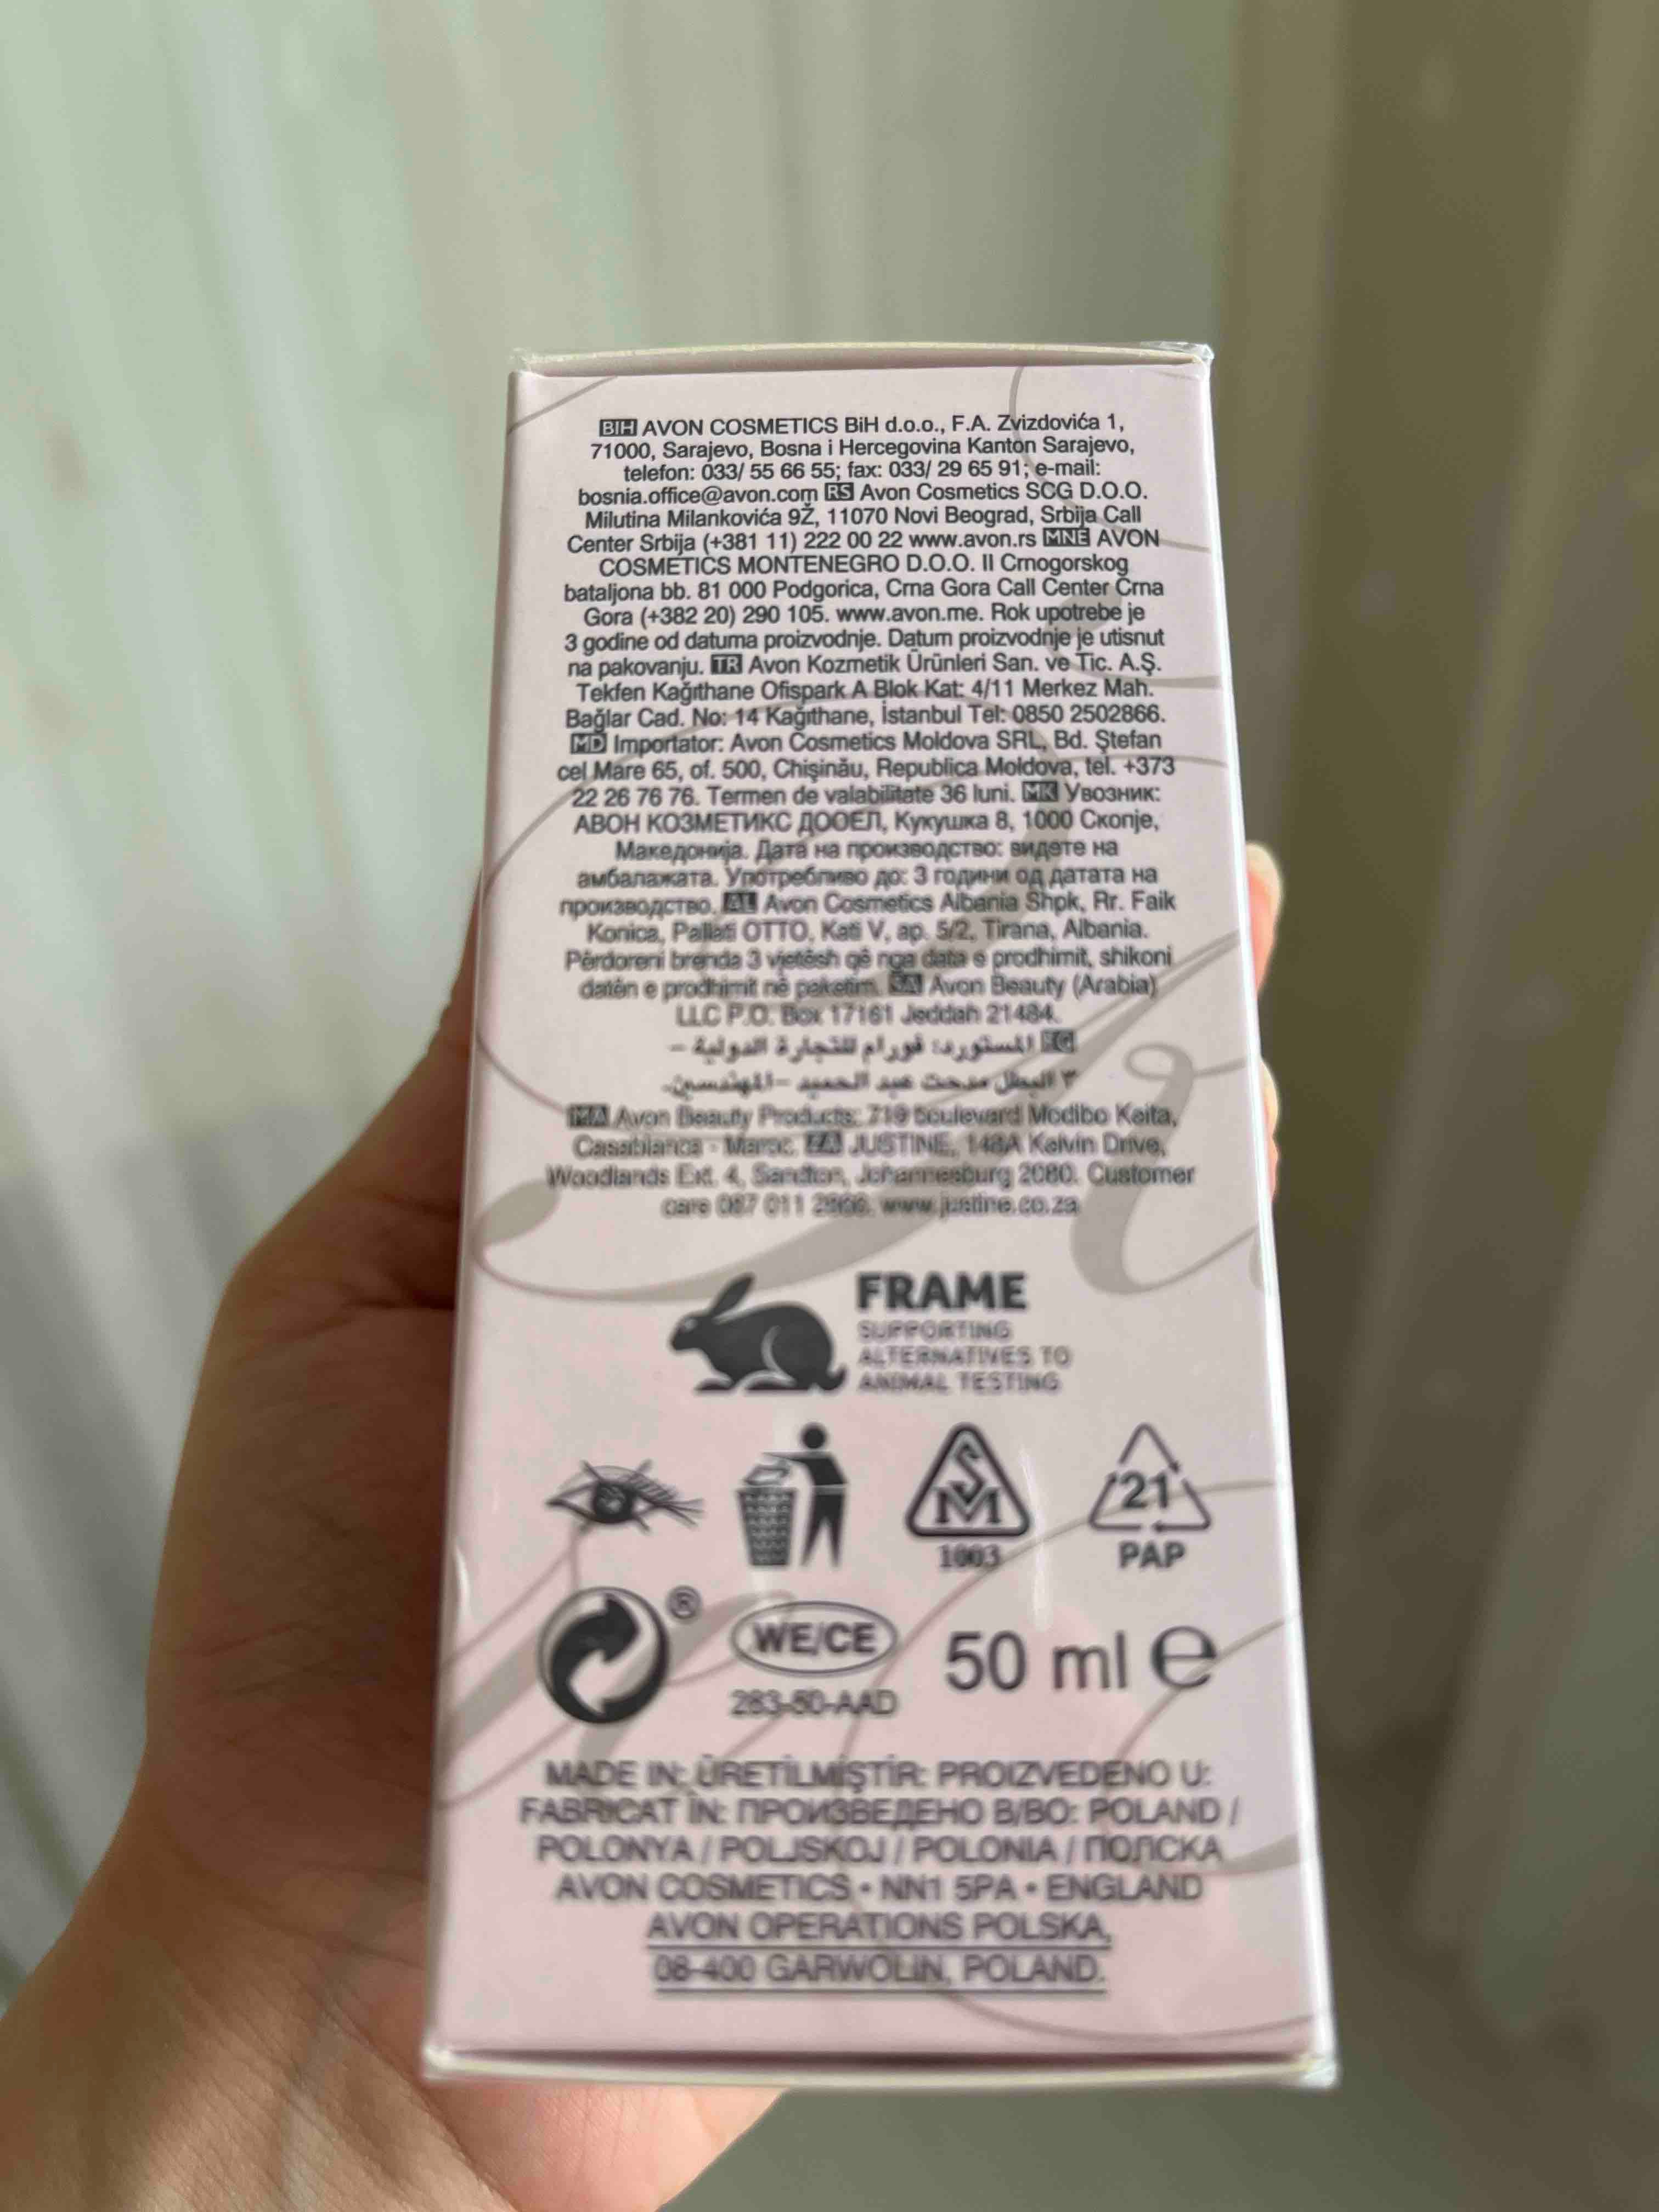 BIH AVON COSMETICS BiH d.o.o., F.A. Zvizdovića 1,
71000, Sarajevo, Bosna i Hercegovina Kanton Sarajevo,
telefon: 033/ 55 66 55; fax: 033/ 29 65 91; e-mail:
bosnia.office@avon.com RS Avon Cosmetics SCG D.O.O.
Milutina Milankovića 9Ž, 11070 Novi Beograd, Srbija Call
Center Srbija (+381 11) 222 00 22 www.avon.rs MNE AVON
COSMETICS MONTENEGRO D.O.O. II Crnogorskog
bataljona bb. 81 000 Podgorica, Crna Gora Call Center Crna
Gora (+382 20) 290 105. www.avon.me. Rok upotrebe je
3 godine od datuma proizvodnje. Datum proizvodnje je utisnut
na pakovanju. TR Avon Kozmetik Ürünleri San. ve Tic. A.Ş.
Tekfen Kağıthane Ofispark A Blok Kat: 4/11 Merkez Mah.
Bağlar Cad. No: 14 Kağıthane, İstanbul Tel: 0850 2502866.
MD Importator: Avon Cosmetics Moldova SRL, Bd. Ştefan
cel Mare 65, of. 500, Chişinău, Republica Moldova, tel. +373
22 26 76 76. Termen de valabilitate 36 luni. MK Увозник:
АВОН КОЗМЕТИКС ДООЕЛ, Кукушка 8, 1000 Скопје,
Македонија. Дата на производство: видете на
амбалажата. Употребливо до: 3 години од датата на
производство. AL Avon Cosmetics Albania Shpk, Rr. Faik
Konica, Pallati OTTO, Kati V, ap. 5/2, Tirana, Albania.
Përdoreni brenda 3 vjetësh që nga data e prodhimit, shikoni
datën e prodhimit në paketim. SA Avon Beauty (Arabia)
LLC P.O. Box 17161 Jeddah 21484.
EG المستورد: فورام للتجارة الدولية –
٣ البطل مدحت عبد الحميد –المهندسين.
MA Avon Beauty Products: 719 boulevard Modibo Keita,
Casablanca - Maroc. ZA JUSTINE, 148A Kelvin Drive,
Woodlands Ext. 4, Sandton, Johannesburg 2080. Customer
care 087 011 www.justine.co.za
FRAME
SUPPORTING
ALTERNATIVES TO
ANIMAL TESTING
SM
1003
21
PAP
®
WE/CE
283-50-AAD
50 ml ℮
MADE IN: ÜRETİLMİŞTİR: PROIZVEDENO U:
FABRICAT ÎN: ПРОИЗВЕДЕНО В/ВО: POLAND /
POLONYA / POLJSKOJ / POLONIA / ПОЛСКА
AVON COSMETICS • NN1 5PA • ENGLAND
AVON OPERATIONS POLSKA,
08-400 GARWOLIN, POLAND.